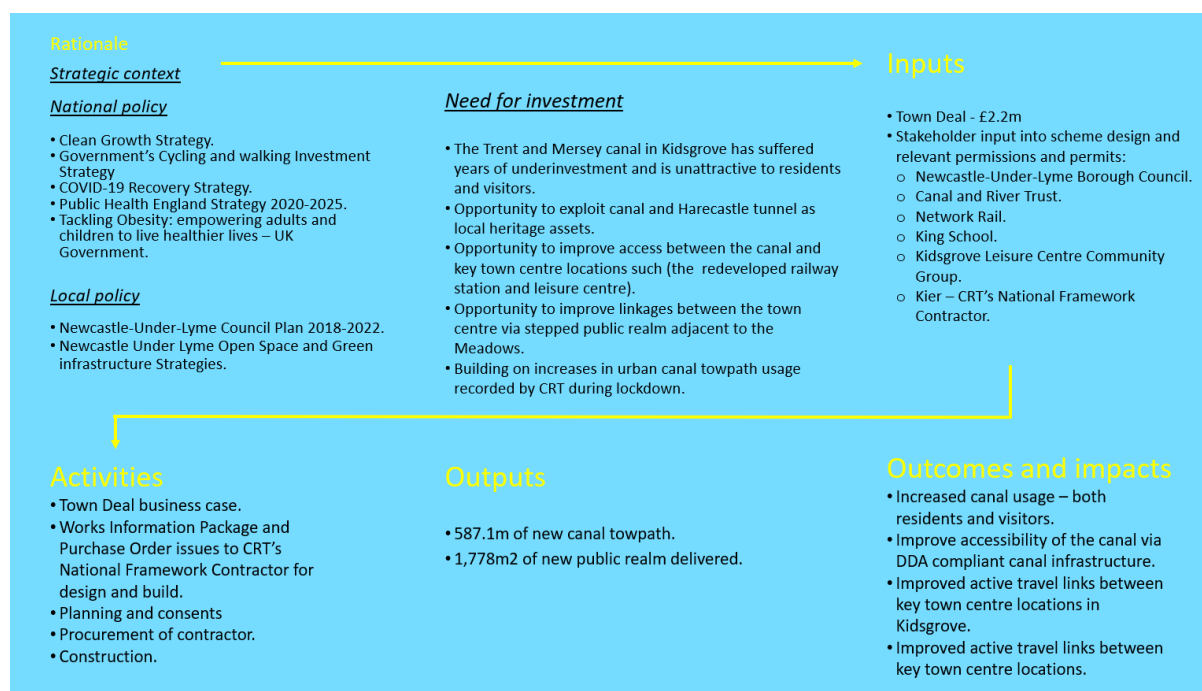 Rationale
Strategic context
National policy
• Clean Growth Strategy.
• Government's Cycling and walking Investment
Strategy
• COVID-19 Recovery Strategy.
• Public Health England Strategy 2020-2025.
• Tackling Obesity: empowering adults and
children to live healthier lives – UK
Government.
Local policy
• Newcastle-Under-Lyme Council Plan 2018-2022.
• Newcastle Under Lyme Open Space and Green
infrastructure Strategies.
Need for investment
• The Trent and Mersey canal in Kidsgrove has suffered
years of underinvestment and is unattractive to residents
and visitors.
• Opportunity to exploit canal and Harecastle tunnel as
local heritage assets.
• Opportunity to improve access between the canal and
key town centre locations such (the redeveloped railway
station and leisure centre).
• Opportunity to improve linkages between the town
centre via stepped public realm adjacent to the
Meadows.
• Building on increases in urban canal towpath usage
recorded by CRT during lockdown.
Inputs
• Town Deal - £2.2m
• Stakeholder input into scheme design and
relevant permissions and permits:
o Newcastle-Under-Lyme Borough Council.
o Canal and River Trust.
o Network Rail.
o King School.
o Kidsgrove Leisure Centre Community
Group.
o Kier – CRT's National Framework
Contractor.
Activities
• Town Deal business case.
• Works Information Package and
Purchase Order issues to CRT's
National Framework Contractor for
design and build.
• Planning and consents
• Procurement of contractor.
• Construction.
Outputs
• 587.1m of new canal towpath.
• 1,778m2 of new public realm delivered.
Outcomes and impacts
• Increased canal usage – both
residents and visitors.
• Improve accessibility of the canal via
DDA compliant canal infrastructure.
• Improved active travel links between
key town centre locations in
Kidsgrove.
• Improved active travel links between
key town centre locations.